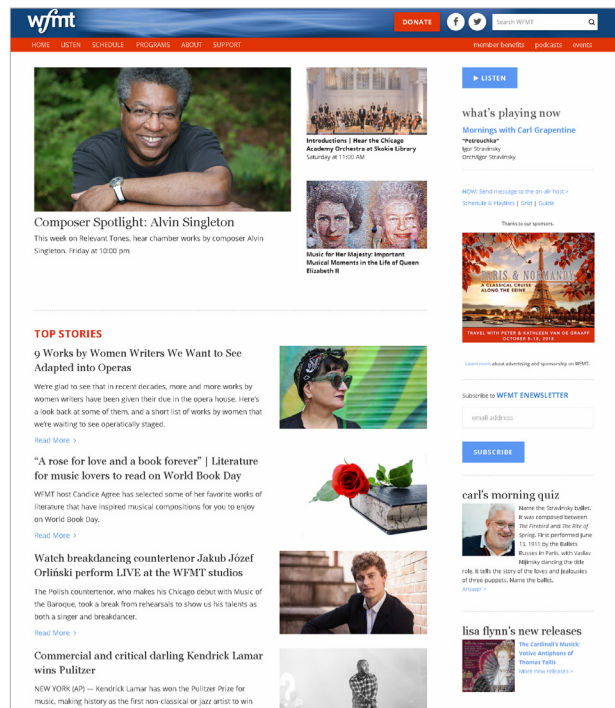 wfmt
DONATE
Search WFMT
HOME LISTEN SCHEDULE PROGRAMS ABOUT SUPPORT
member benefits podcasts events
Composer Spotlight: Alvin Singleton
This week on Relevant Tones, hear chamber works by composer Alvin
Singleton. Friday at 10:00 pm
Introductions | Hear the Chicago
Academy Orchestra at Skokie Library
Saturday at 11:00 AM
Music for Her Majesty: Important
Musical Moments in the Life of Queen
Elizabeth II
TOP STORIES
9 Works by Women Writers We Want to See
Adapted into Operas
We're glad to see that in recent decades, more and more works by
women writers have been given their due in the opera house. Here's
a look back at some of them, and a short list of works by women that
we're waiting to see operatically staged.
Read More >
“A rose for love and a book forever” | Literature
for music lovers to read on World Book Day
WFMT host Candice Agree has selected some of her favorite works of
literature that have inspired musical compositions for you to enjoy
on World Book Day.
Read More >
Watch breakdancing countertenor Jakub Józef
Orliński perform LIVE at the WFMT studios
The Polish countertenor, who makes his Chicago debut with Music of
the Baroque, took a break from rehearsals to show us his talents as
both a singer and breakdancer.
Read More >
Commercial and critical darling Kendrick Lamar
wins Pulitzer
NEW YORK (AP) — Kendrick Lamar has won the Pulitzer Prize for
music, making history as the first non-classical or jazz artist to win
LISTEN
what's playing now
Mornings with Carl Grapentine
"Petrouchka"
Igor Stravinsky
Orch/Igor Stravinsky
NOW: Send message to the on-air host »
Schedule & Playlists | Grid | Guide
Thanks to our sponsors.
PARIS & NORMANDY
A CLASSICAL CRUISE
ALONG THE SEINE
TRAVEL WITH PETER & KATHLEEN VAN DE GRAAFF
OCTOBER 8-18, 2018
Learn more about advertising and sponsorship on WFMT.
Subscribe to WFMT ENEWSLETTER
email address
SUBSCRIBE
carl's morning quiz
Name the Stravinsky ballet.
It was composed between
The Firebird and The Rite of
Spring. First performed June
13, 1911 by the Ballets
Russes in Paris, with Vaslav
Nijinsky dancing the title
role. It tells the story of the loves and jealousies
of three puppets. Name the ballet.
Answer >
lisa flynn's new releases
The Cardinall's Musick:
Votive Antiphons of
Thomas Tallis
More new releases >